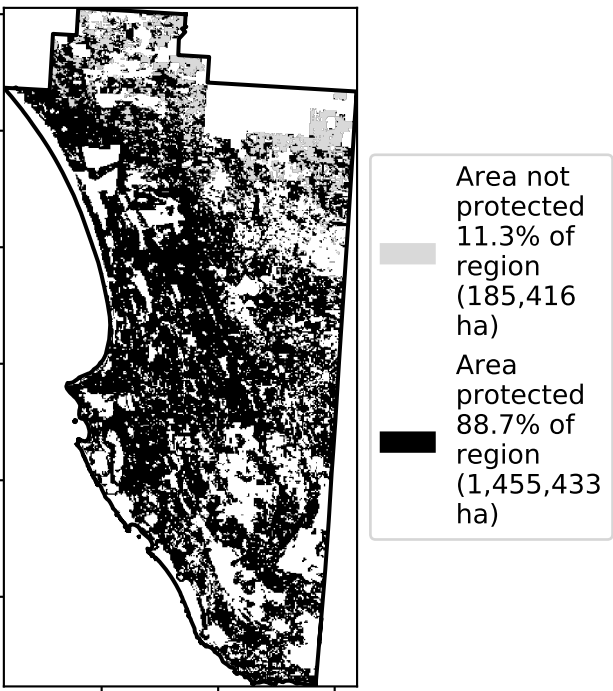 Area not
protected
11.3% of
region
(185,416
ha)
Area
protected
88.7% of
region
(1,455,433
ha)